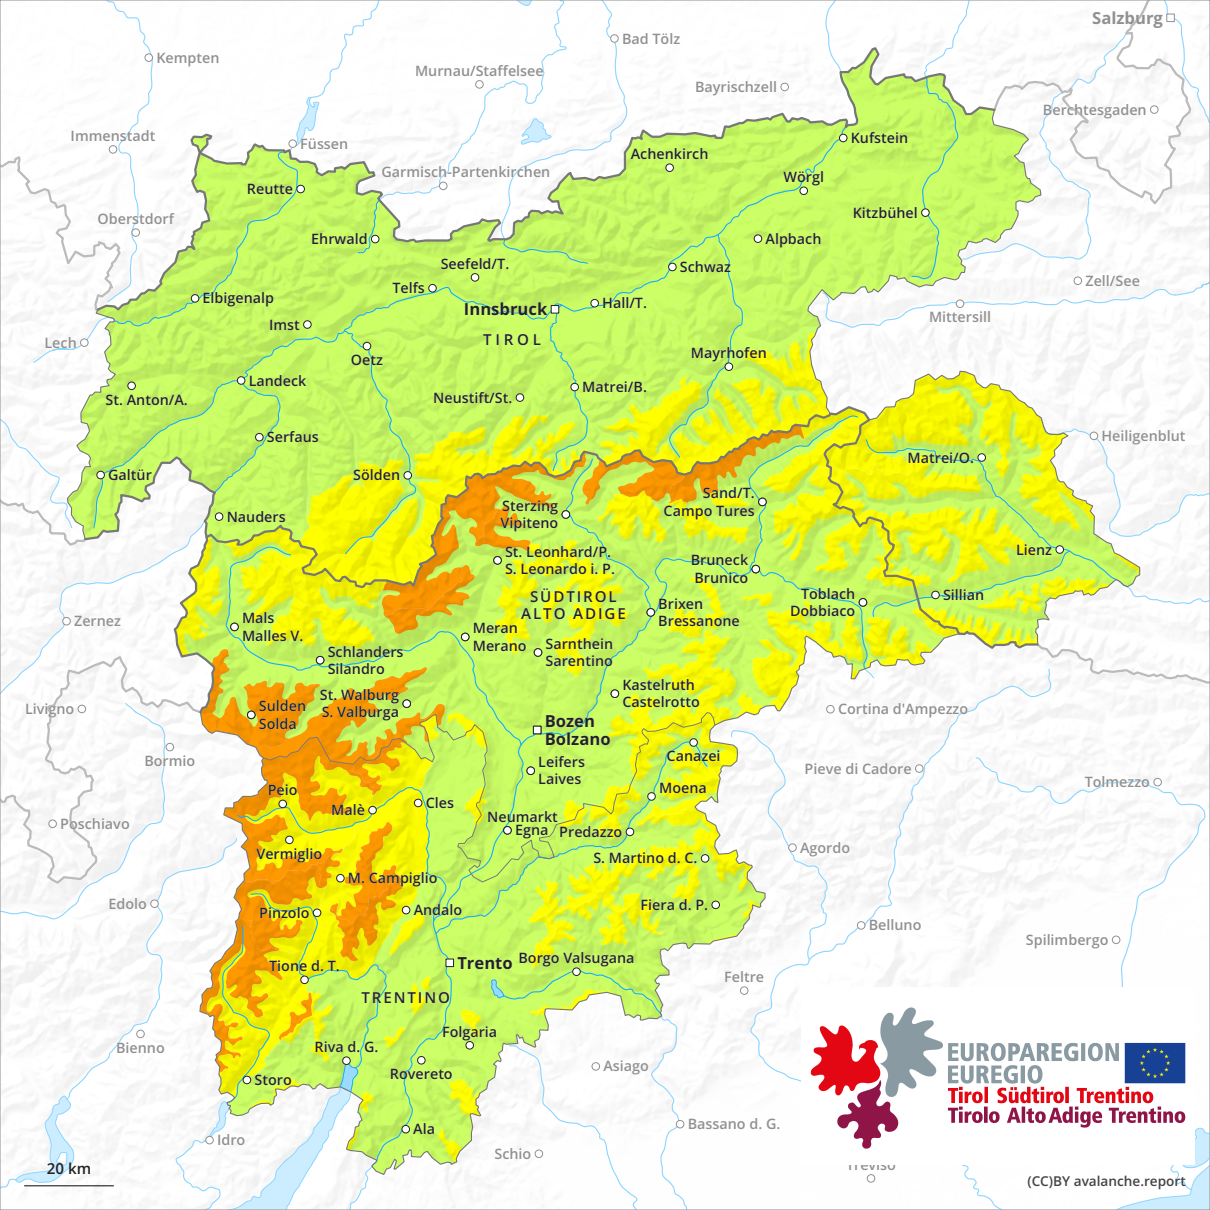 Salzburg
Bad Tölz
Kempten
Murnau/Staffelsee
Bayrischzell
Berchtesgaden
Immenstadt
Füssen
Kufstein
Achenkirch
Garmisch-Partenkirchen
Wörgl
Reutte
Oberstdorf
Kitzbühel
Ehrwald
Alpbach
Seefeld/T.
Schwaz
Zell/See
Telfs
Elbigenalp
Hall/T.
Innsbruck
Mittersill
Imst
TIROL
Lech
Oetz
Mayrhofen
Landeck
Matrei/B.
St. Anton/A.
Neustift/St.
Serfaus
Heiligenblut
Matrei/O.
Galtür
Sölden
Sand/T.
Campo Tures
Sterzing
Vipiteno
Nauders
Lienz
St. Leonhard/P.
S. Leonardo i. P.
Bruneck
Brunico
SÜDTIROL
ALTO ADIGE
Toblach
Dobbiaco
Sillian
Brixen
Bressanone
Zernez
Mals
Malles V.
Meran
Merano
Sarnthein
Sarentino
Schlanders
Silandro
Kastelruth
Castelrotto
St. Walburg
S. Valburga
Sulden
Solda
Livigno
Cortina d'Ampezzo
Bozen
Bolzano
Bormio
Canazei
Leifers
Laives
Pieve di Cadore
Tolmezzo
Peio
Moena
Malè
Cles
Neumarkt
Egna
Predazzo
Poschiavo
Vermiglio
Agordo
S. Martino d. C.
M. Campiglio
Edolo
Pinzolo
Andalo
Fiera d. P.
Belluno
Spilimbergo
Trento
Borgo Valsugana
Tione d. T.
Feltre
TRENTINO
Folgaria
Bienno
Riva d. G.
Rovereto
Asiago
Storo
EUROPAREGION
EUREGIO
Tirol Südtirol Trentino
Tirolo Alto Adige Trentino
Ala
Bassano d. G.
Idro
Schio
Treviso
20 km
(CC)BY avalanche.report